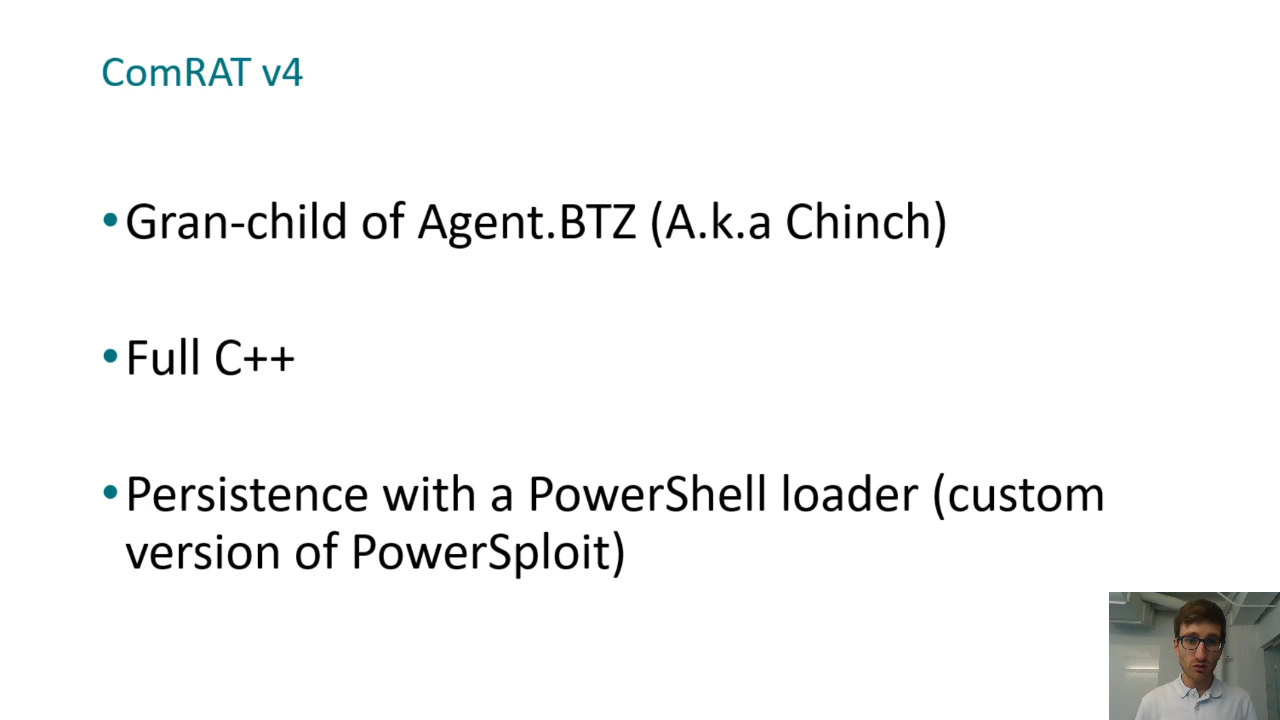 ComRAT v4
•Gran-child of Agent.BTZ (A.k.a Chinch)
•Full C++
•Persistence with a PowerShell loader (custom
version of PowerSploit)